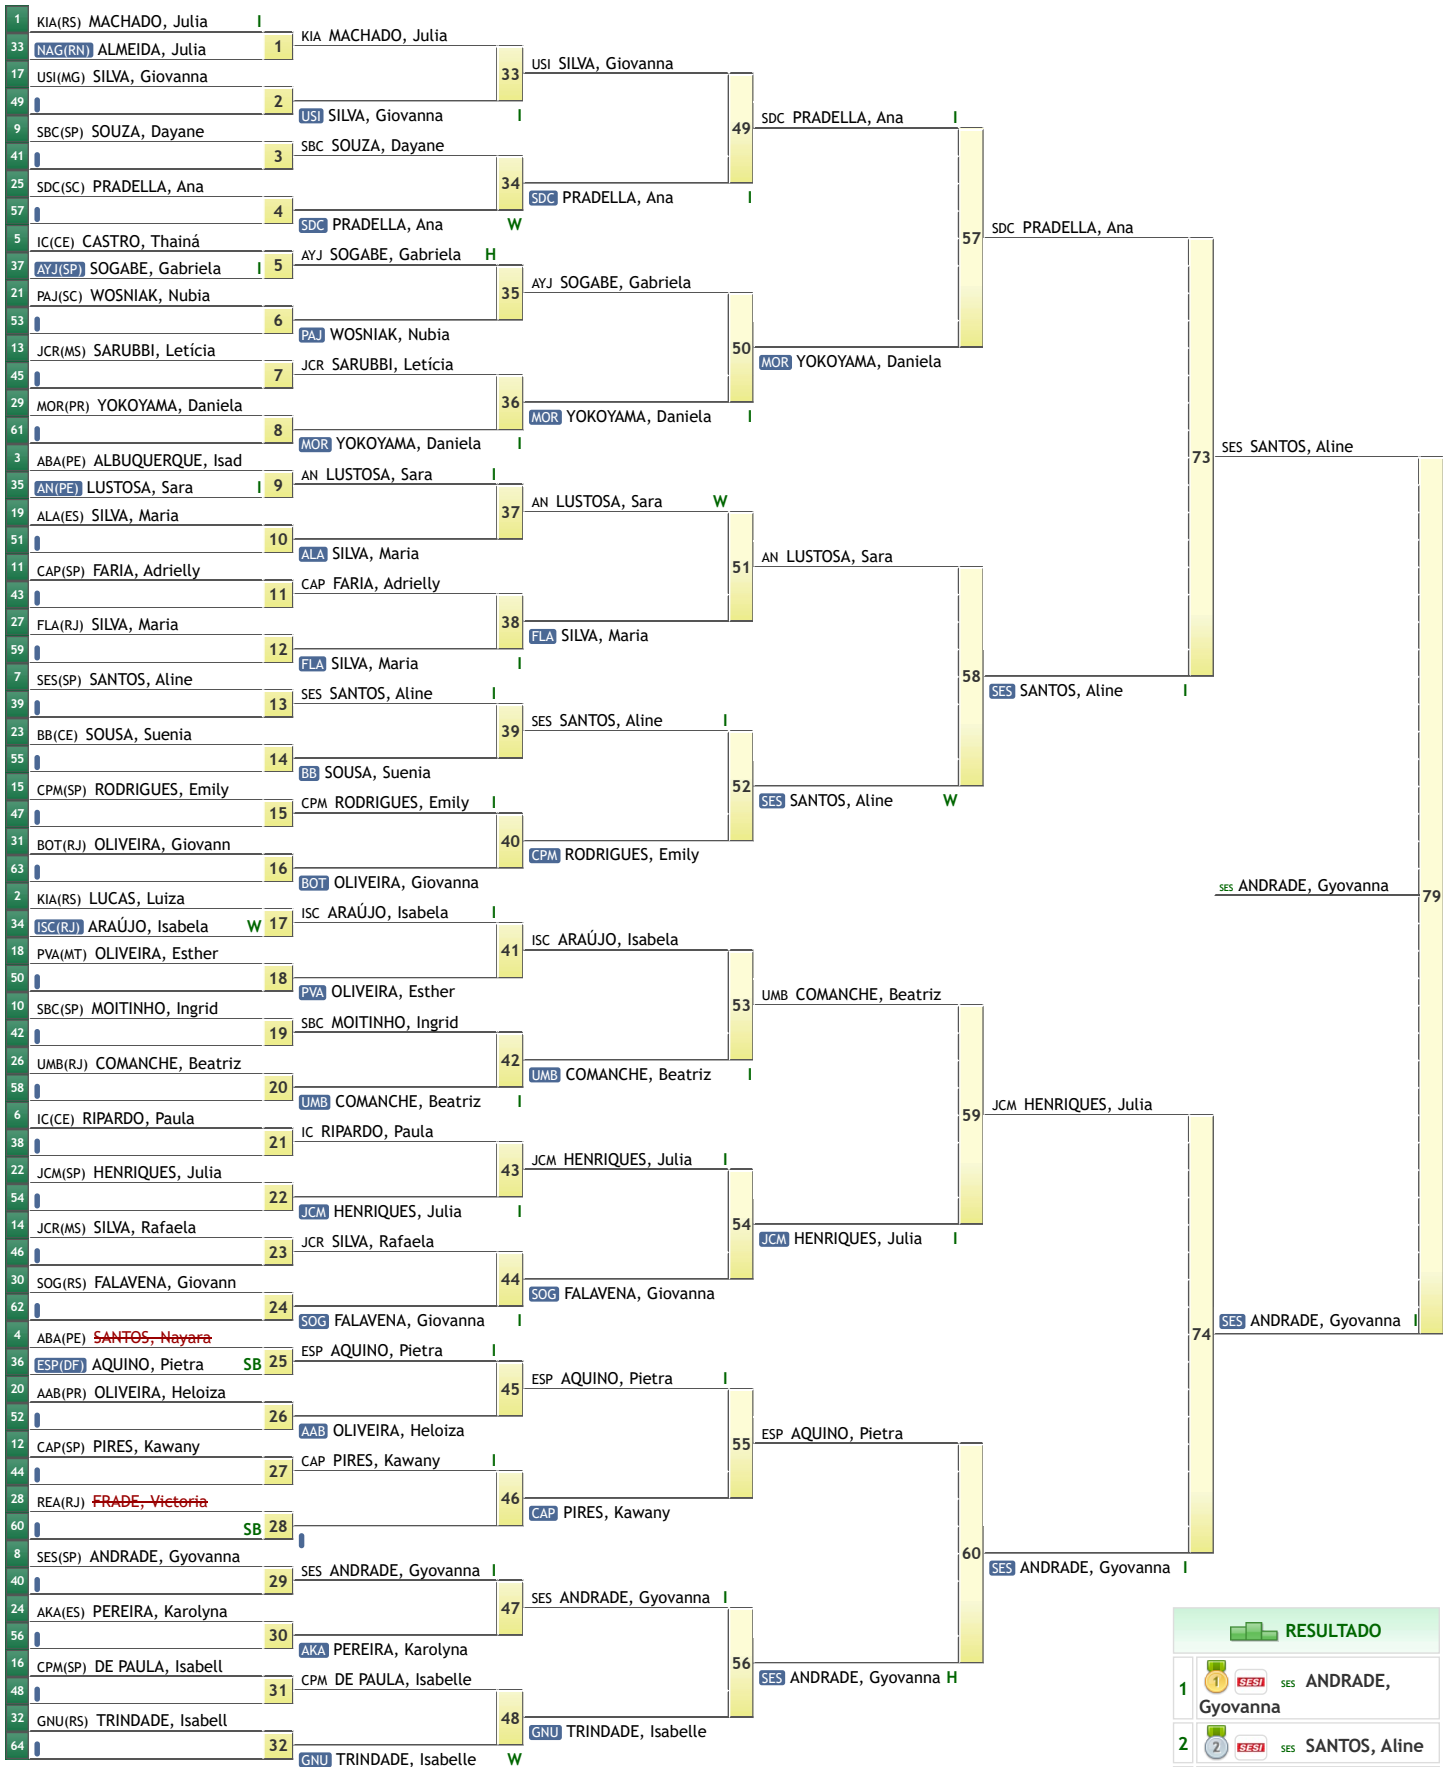 1 KIA(RS) MACHADO, Julia I
33 NAG(RN) ALMEIDA, Julia
1
17 USI(MG) SILVA, Giovanna
49
2
9 SBC(SP) SOUZA, Dayane
41
3
25 SDC(SC) PRADELLA, Ana
57
4
5 IC(CE) CASTRO, Thainá
37 AYJ(SP) SOGABE, Gabriela I
5
21 PAJ(SC) WOSNIAK, Nubia
53
6
13 JCR(MS) SARUBBI, Letícia
45
7
29 MOR(PR) YOKOYAMA, Daniela
61
8
3 ABA(PE) ALBUQUERQUE, Isad
35 AN(PE) LUSTOSA, Sara I
9
19 ALA(ES) SILVA, Maria
51
10
11 CAP(SP) FARIA, Adrielly
43
11
27 FLA(RJ) SILVA, Maria
59
12
7 SES(SP) SANTOS, Aline
39
13
23 BB(CE) SOUSA, Suenia
55
14
15 CPM(SP) RODRIGUES, Emily
47
15
31 BOT(RJ) OLIVEIRA, Giovann
63
16
2 KIA(RS) LUCAS, Luiza
34 ISC(RJ) ARAÚJO, Isabela W
17
18 PVA(MT) OLIVEIRA, Esther
50
18
10 SBC(SP) MOITINHO, Ingrid
42
19
26 UMB(RJ) COMANCHE, Beatriz
58
20
6 IC(CE) RIPARDO, Paula
38
21
22 JCM(SP) HENRIQUES, Julia
54
22
14 JCR(MS) SILVA, Rafaela
46
23
30 SOG(RS) FALAVENA, Giovann
62
24
4 ABA(PE) SANTOS, Nayara
36 ESP(DF) AQUINO, Pietra SB
25
20 AAB(PR) OLIVEIRA, Heloiza
52
26
12 CAP(SP) PIRES, Kawany
44
27
28 REA(RJ) FRADE, Victoria
60 SB
28
8 SES(SP) ANDRADE, Gyovanna
40
29
24 AKA(ES) PEREIRA, Karolyna
56
30
16 CPM(SP) DE PAULA, Isabell
48
31
32 GNU(RS) TRINDADE, Isabell
64
32
KIA MACHADO, Julia
33
USI SILVA, Giovanna I
SBC SOUZA, Dayane
34
SDC PRADELLA, Ana W
AYJ SOGABE, Gabriela H
35
PAJ WOSNIAK, Nubia
JCR SARUBBI, Letícia
36
MOR YOKOYAMA, Daniela I
AN LUSTOSA, Sara I
37
ALA SILVA, Maria
CAP FARIA, Adrielly
38
FLA SILVA, Maria I
SES SANTOS, Aline I
39
BB SOUSA, Suenia
CPM RODRIGUES, Emily I
40
BOT OLIVEIRA, Giovanna
ISC ARAÚJO, Isabela I
41
PVA OLIVEIRA, Esther
SBC MOITINHO, Ingrid
42
UMB COMANCHE, Beatriz I
IC RIPARDO, Paula
43
JCM HENRIQUES, Julia I
JCR SILVA, Rafaela
44
SOG FALAVENA, Giovanna I
ESP AQUINO, Pietra I
45
AAB OLIVEIRA, Heloiza
CAP PIRES, Kawany I
46
SES ANDRADE, Gyovanna I
47
AKA PEREIRA, Karolyna
CPM DE PAULA, Isabelle
48
GNU TRINDADE, Isabelle W
USI SILVA, Giovanna
49
SDC PRADELLA, Ana I
AYJ SOGABE, Gabriela
50
MOR YOKOYAMA, Daniela I
AN LUSTOSA, Sara W
51
FLA SILVA, Maria
SES SANTOS, Aline I
52
CPM RODRIGUES, Emily
ISC ARAÚJO, Isabela
53
UMB COMANCHE, Beatriz I
JCM HENRIQUES, Julia I
54
SOG FALAVENA, Giovanna
ESP AQUINO, Pietra I
55
CAP PIRES, Kawany
SES ANDRADE, Gyovanna I
56
GNU TRINDADE, Isabelle
SDC PRADELLA, Ana I
57
MOR YOKOYAMA, Daniela
AN LUSTOSA, Sara
58
SES SANTOS, Aline W
UMB COMANCHE, Beatriz
59
JCM HENRIQUES, Julia I
ESP AQUINO, Pietra
60
SES ANDRADE, Gyovanna H
SDC PRADELLA, Ana
73
SES SANTOS, Aline I
JCM HENRIQUES, Julia
74
SES ANDRADE, Gyovanna I
SES SANTOS, Aline
SES ANDRADE, Gyovanna
79
SES ANDRADE, Gyovanna I
RESULTADO
1 1 SESI SES ANDRADE,
Gyovanna
2 2 SESI SES SANTOS, Aline